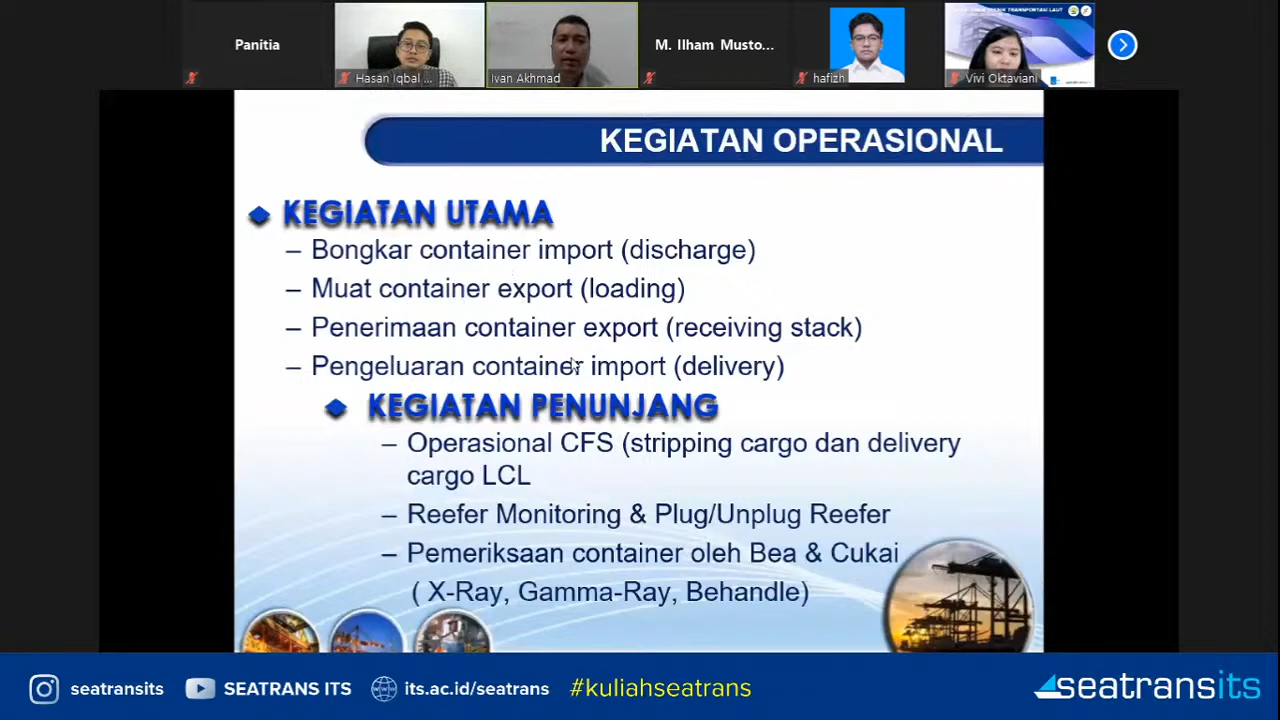 TEKNIK TRANSPORTASI LAUT
Panitia
Hasan Iqbal ...
Ivan Akhmad
M. Ilham Musto...
hafizh
Vivi Oktaviani
KEGIATAN OPERASIONAL
KEGIATAN UTAMA
– Bongkar container import (discharge)
– Muat container export (loading)
– Penerimaan container export (receiving stack)
– Pengeluaran container import (delivery)
KEGIATAN PENUNJANG
– Operasional CFS (stripping cargo dan delivery
cargo LCL
– Reefer Monitoring & Plug/Unplug Reefer
– Pemeriksaan container oleh Bea & Cukai
( X-Ray, Gamma-Ray, Behandle)
seatransits
SEATRANS ITS
its.ac.id/seatrans
#kuliahseatrans
seatransits